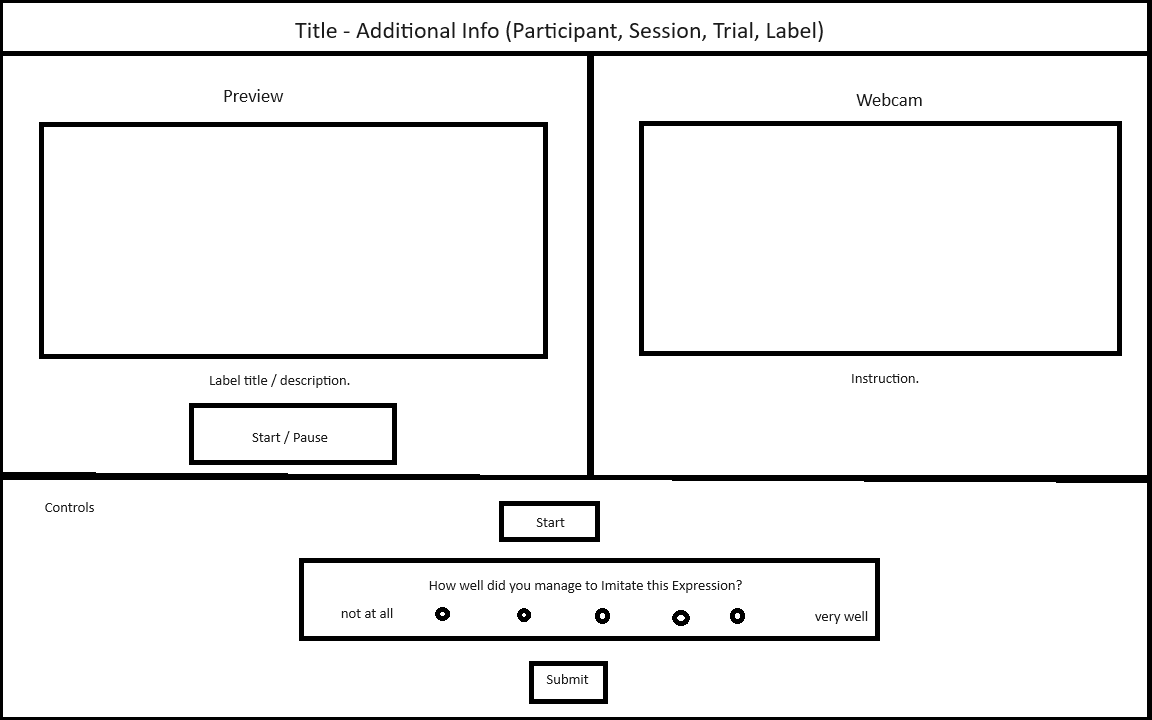 Title - Additional Info (Participant, Session, Trial, Label)
Preview
Webcam
Label title / description.
Instruction.
Start / Pause
Controls
Start
How well did you manage to Imitate this Expression?
not at all
very well
Submit